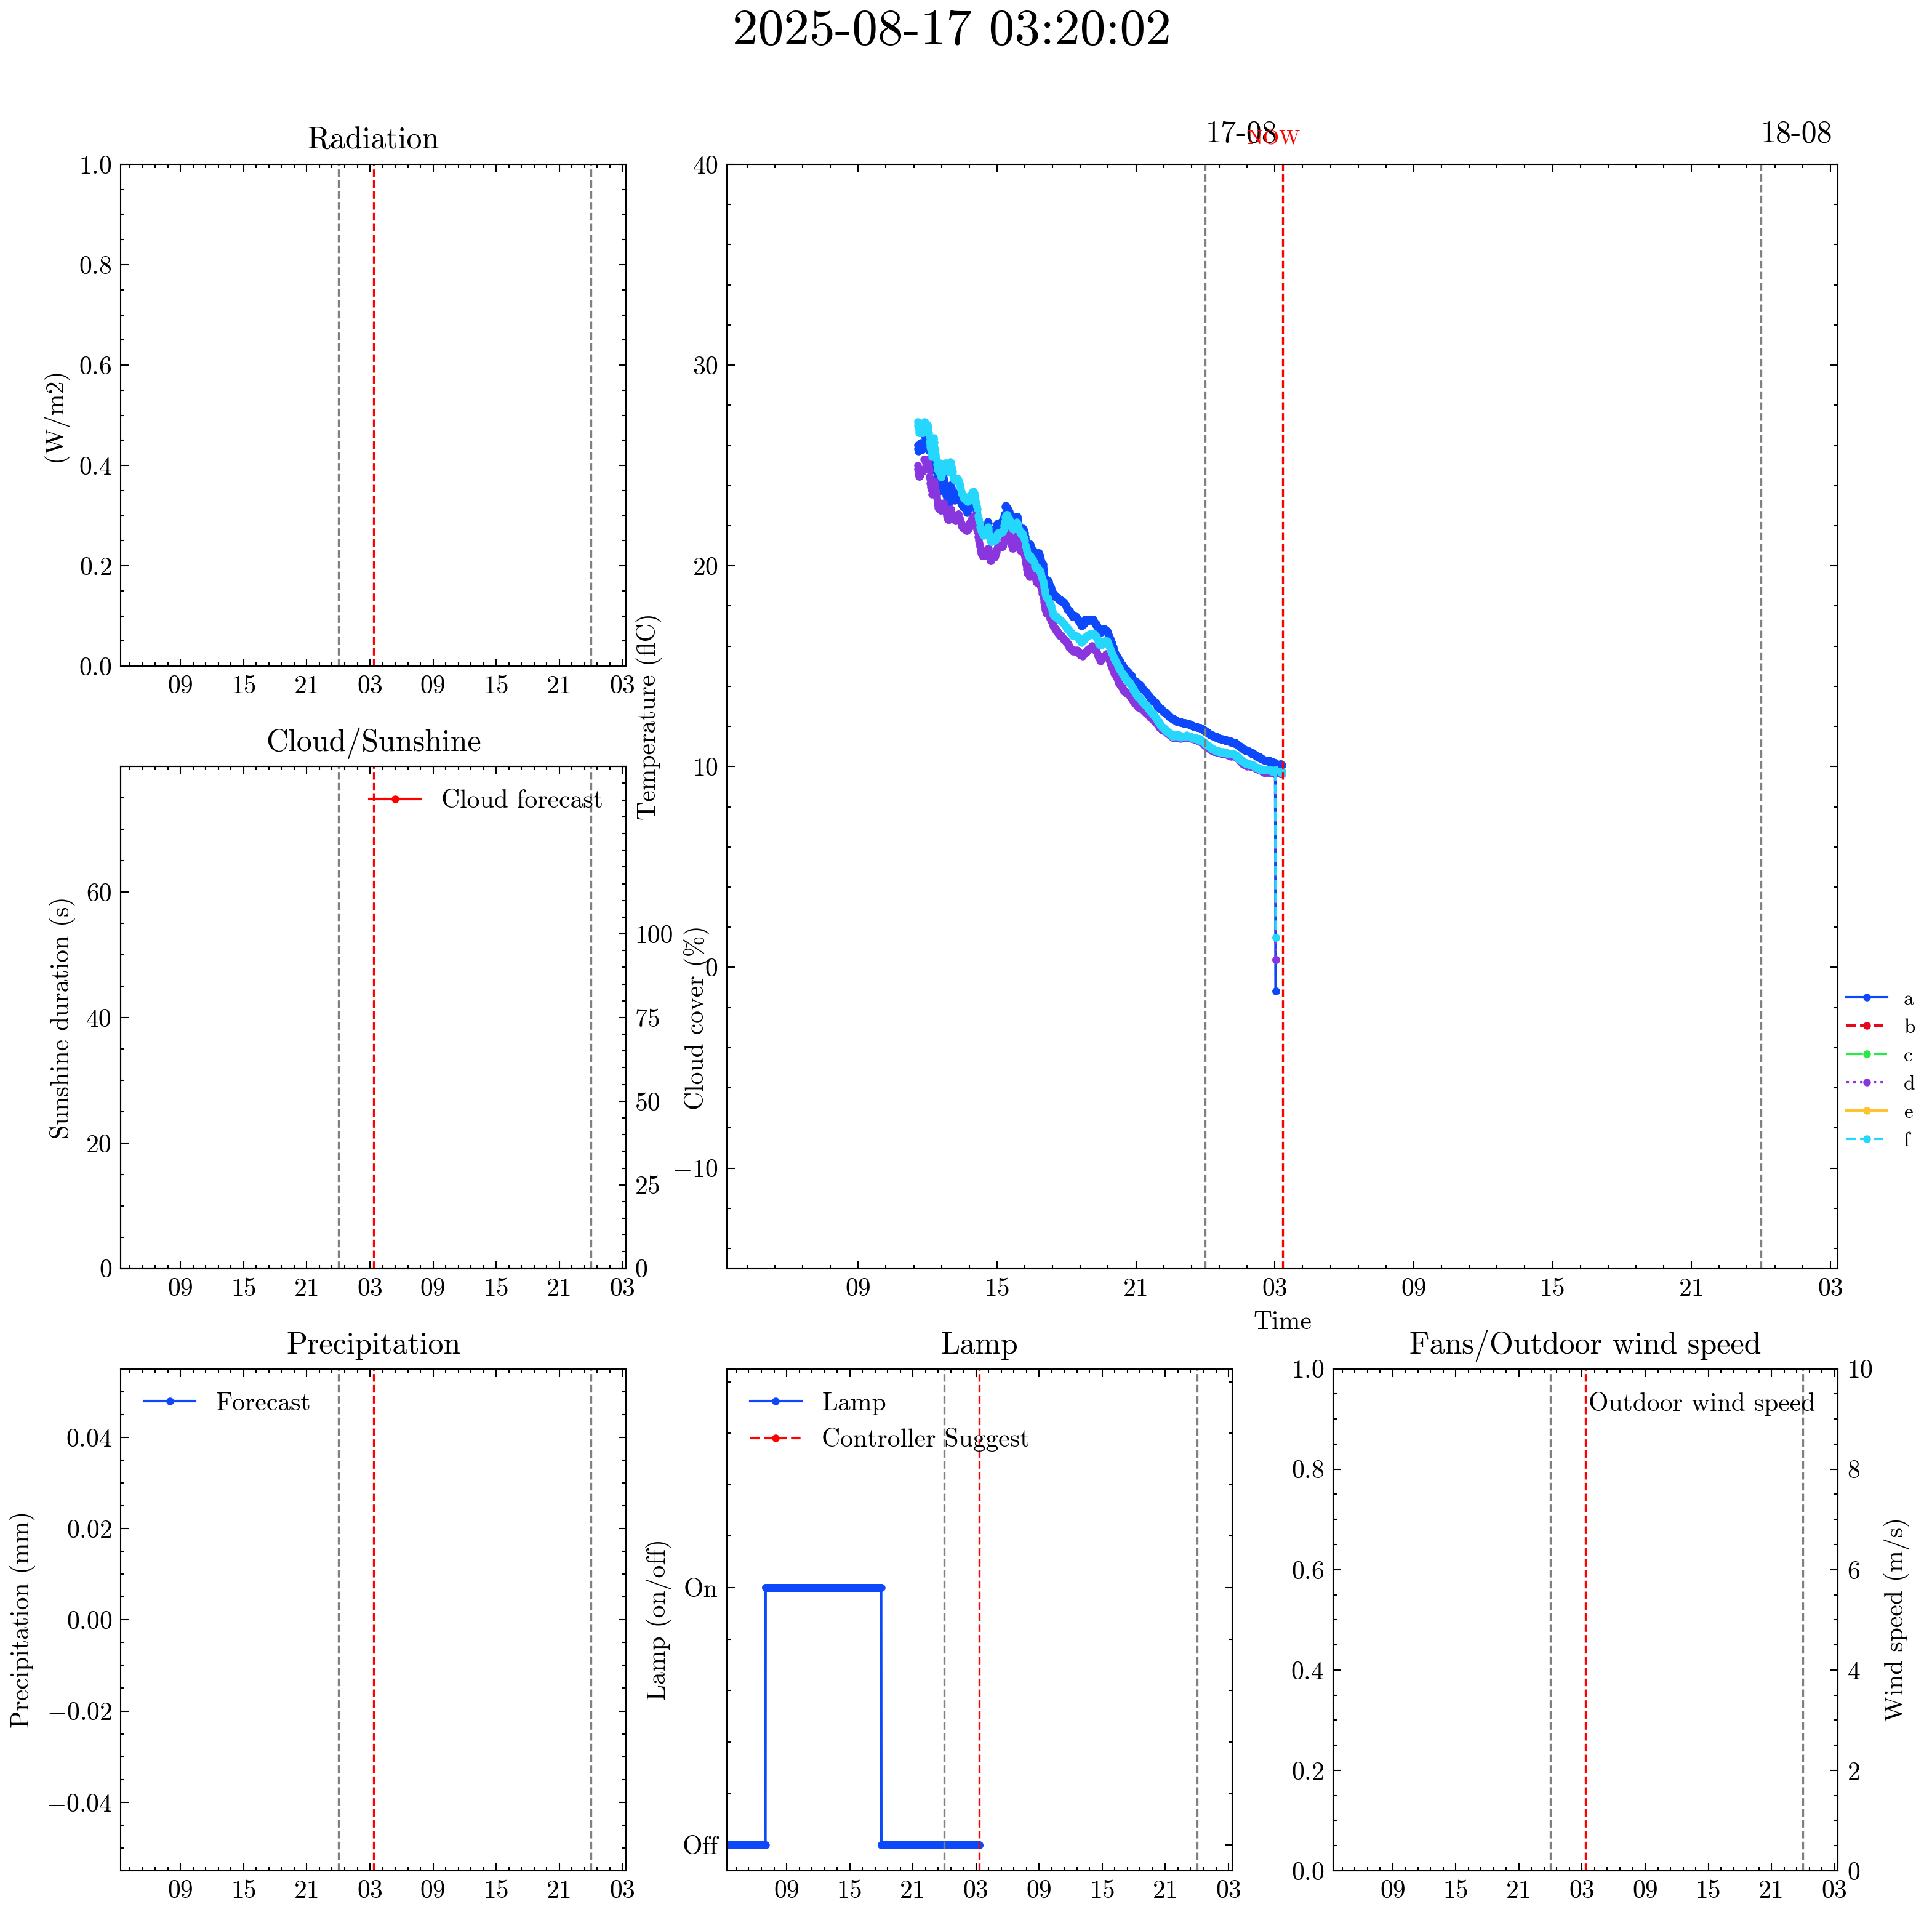 2025-08-17 03:20:02
Radiation
(W/m2)
1.0
0.8
0.6
0.4
0.2
0.0
09 15 21 03 09 15 21 03
17-08
NOW
18-08
Temperature (flC)
40
30
20
10
0
−10
09 15 21 03 09 15 21 03
Time
a
b
c
d
e
f
Cloud/Sunshine
Cloud forecast
Sunshine duration (s)
60
40
20
0
Cloud cover (%)
100
75
50
25
0
09 15 21 03 09 15 21 03
Precipitation
Forecast
Precipitation (mm)
0.04
0.02
0.00
−0.02
−0.04
09 15 21 03 09 15 21 03
Lamp
Lamp
Controller Suggest
Lamp (on/off)
On
Off
09 15 21 03 09 15 21 03
Fans/Outdoor wind speed
Outdoor wind speed
1.0
0.8
0.6
0.4
0.2
0.0
10
8
6
4
2
0
Wind speed (m/s)
09 15 21 03 09 15 21 03